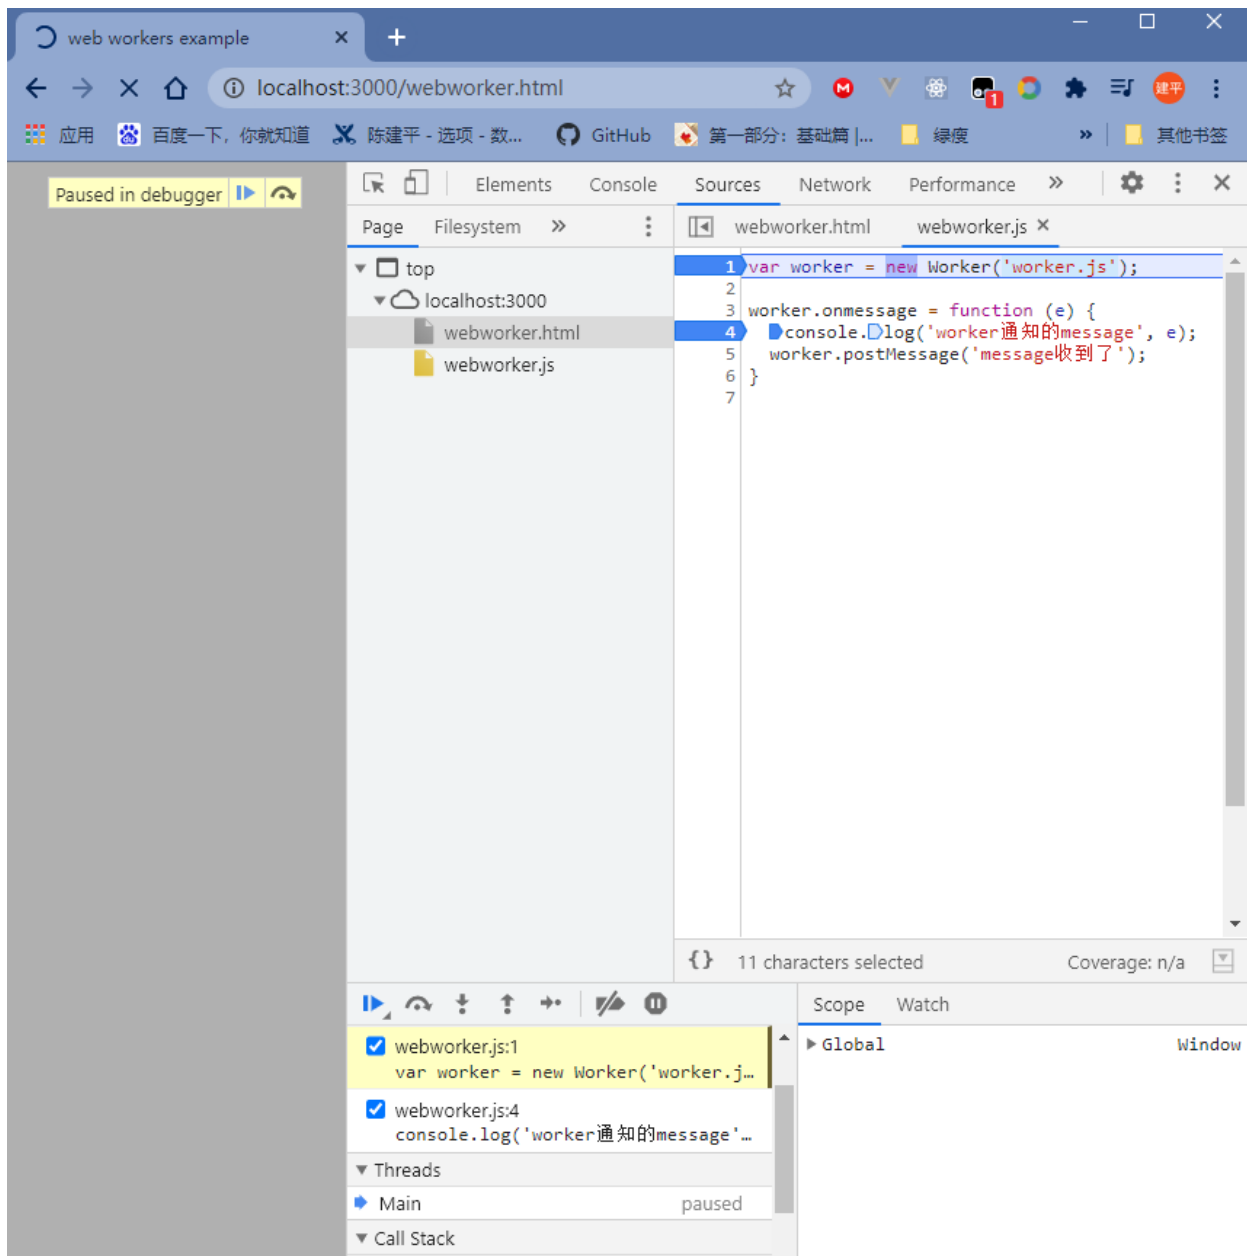 web workers example
localhost:3000/webworker.html
1
建平
应用
百度一下，你就知道
陈建平 - 选项 - 数...
GitHub
第一部分：基础篇 |...
绿廋
»
其他书签
Paused in debugger
Elements Console Sources Network Performance »
Page Filesystem »
webworker.html webworker.js
top
localhost:3000
webworker.html
webworker.js
1 var worker = new Worker('worker.js');
2
3 worker.onmessage = function (e) {
4 console.log('worker通知的message', e);
5 worker.postMessage('message收到了');
6 }
7
{} 11 characters selected Coverage: n/a
Scope Watch
webworker.js:1
var worker = new Worker('worker.j…
webworker.js:4
console.log('worker通知的message'…
Threads
Main paused
Call Stack
Global Window